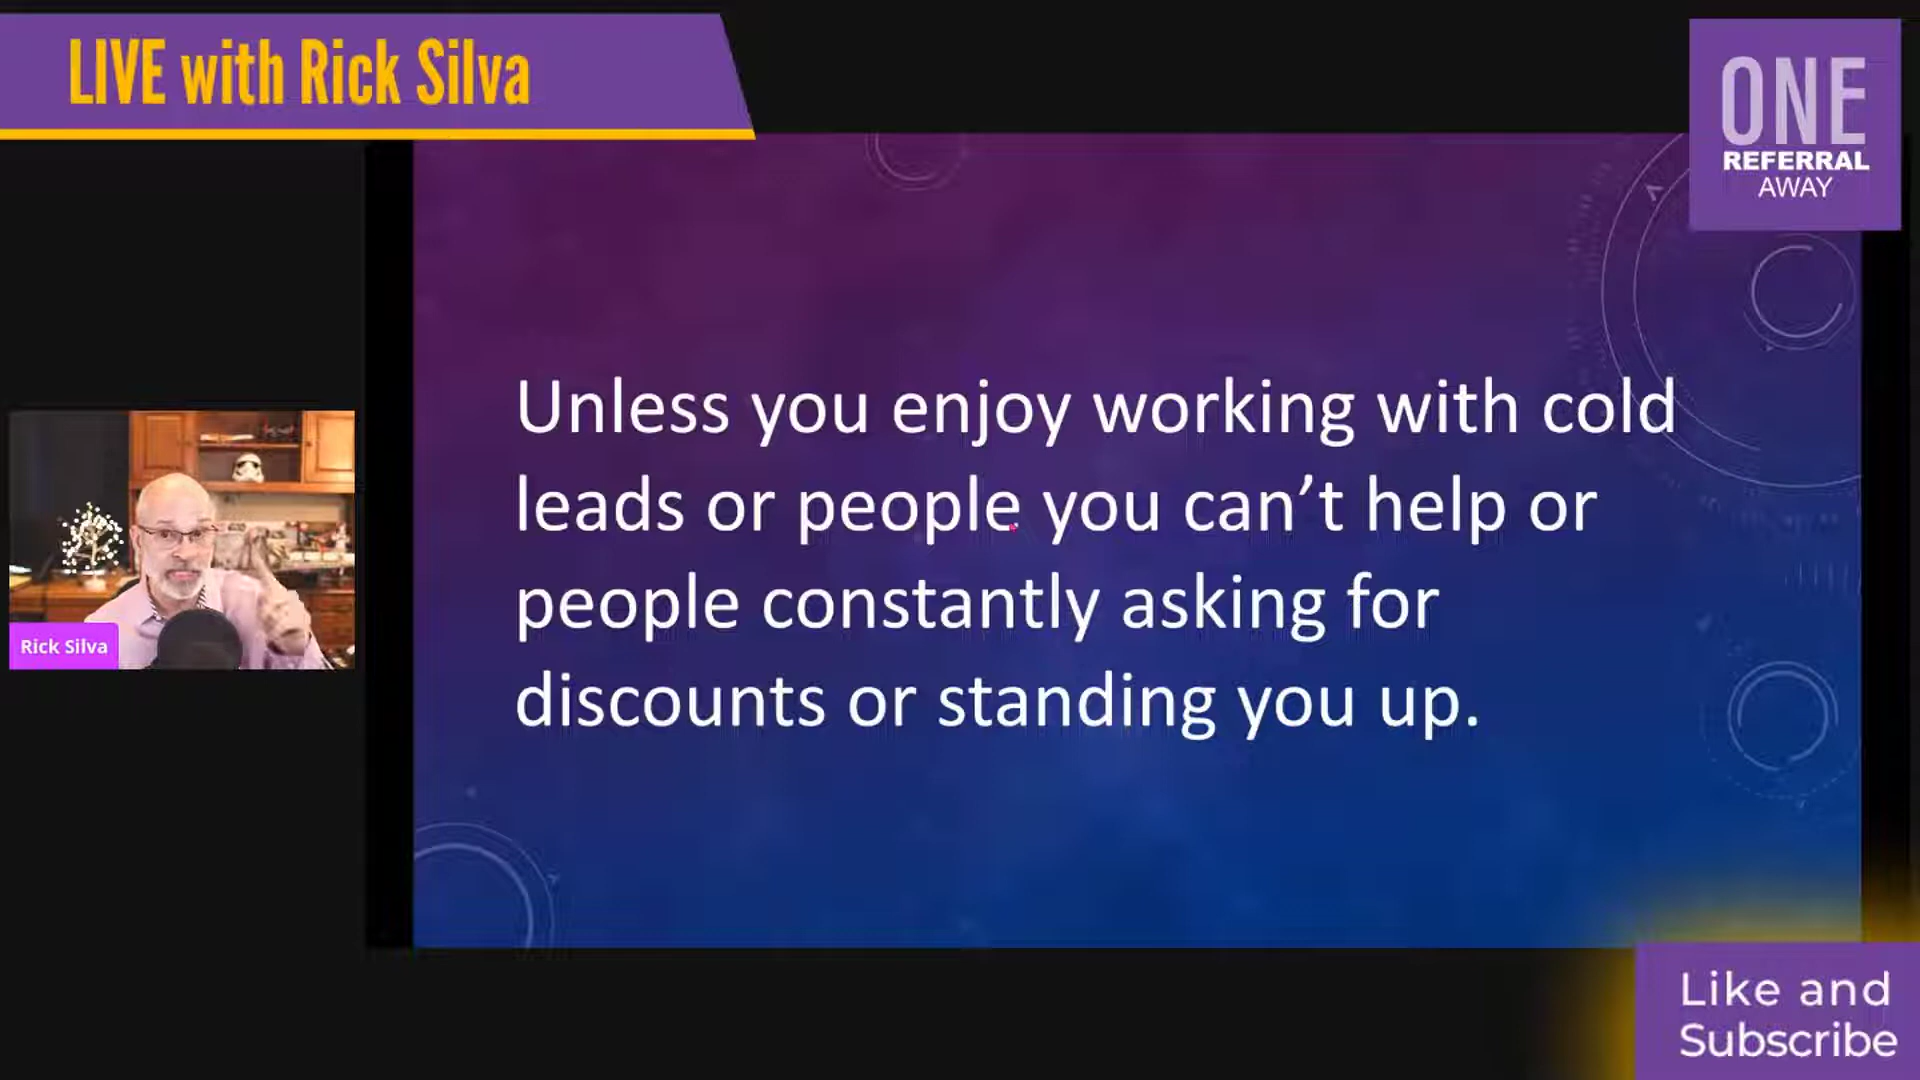 LIVE with Rick Silva
ONE
REFERRAL
AWAY
Unless you enjoy working with cold
leads or people you can’t help or
people constantly asking for
discounts or standing you up.
Rick Silva
Like and
Subscribe